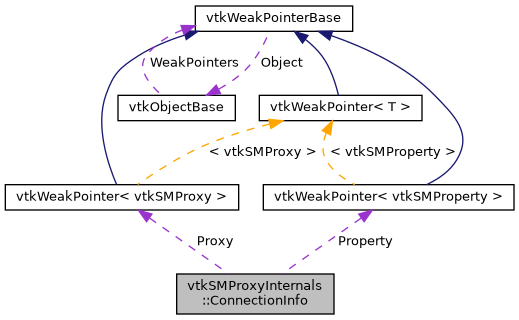 vtkWeakPointerBase
WeakPointers
Object
vtkObjectBase
vtkWeakPointer< T >
< vtkSMProxy >
< vtkSMProperty >
vtkWeakPointer< vtkSMProxy >
vtkWeakPointer< vtkSMProperty >
Proxy
Property
vtkSMProxyInternals
::ConnectionInfo